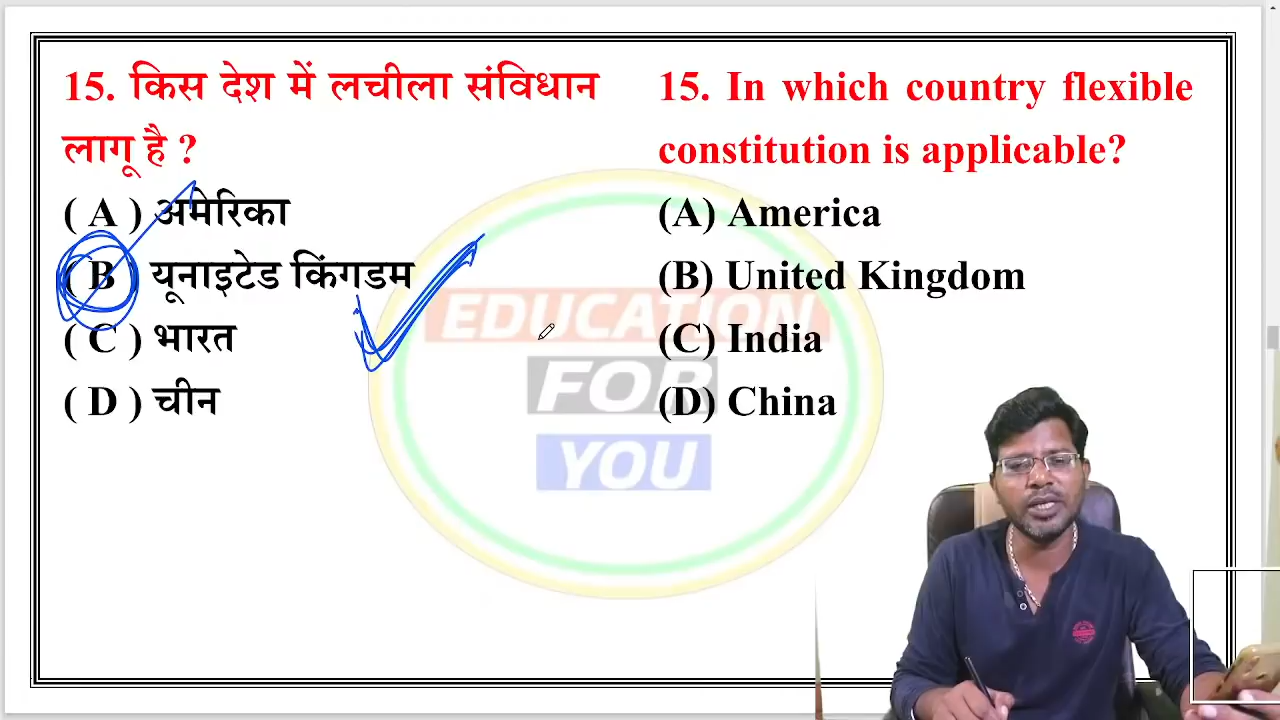 15. किस देश में लचीला संविधान
लागू है ?
( A ) अमेरिका
( B ) यूनाइटेड किंगडम
( C ) भारत
( D ) चीन
15. In which country flexible
constitution is applicable?
(A) America
(B) United Kingdom
(C) India
(D) China
EDUCATION
FOR
YOU